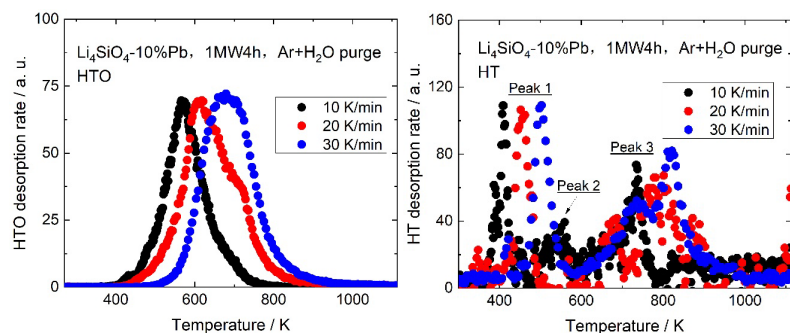 Li4SiO4-10%Pb, 1MW4h, Ar+H2O purge
HTO
10 K/min
20 K/min
30 K/min
HTO desorption rate / a. u.
100
75
50
25
0
400 600 800 1000
Temperature / K
Li4SiO4-10%Pb, 1MW4h, Ar+H2O purge
HT
Peak 1
10 K/min
20 K/min
30 K/min
Peak 3
Peak 2
HT desorption rate / a. u.
160
120
80
40
0
400 600 800 1000
Temperature / K